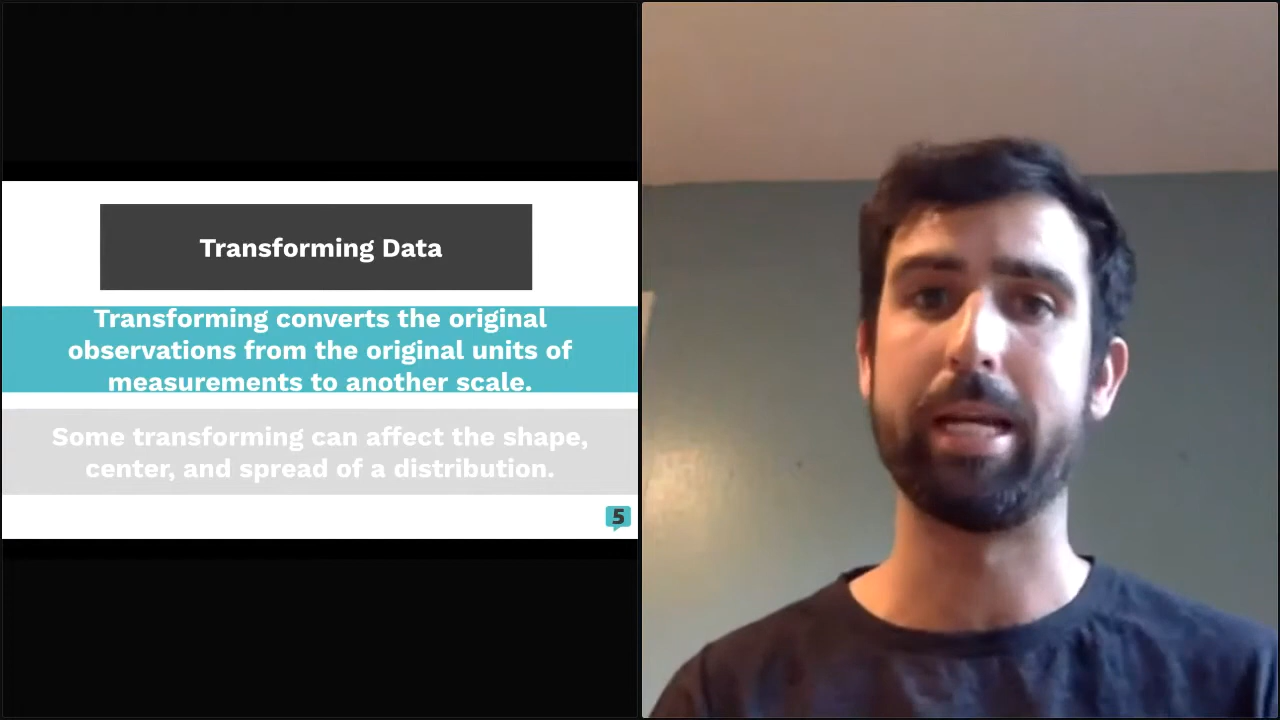 Transforming Data
Transforming converts the original
observations from the original units of
measurements to another scale.
Some transforming can affect the shape,
center, and spread of a distribution.
5